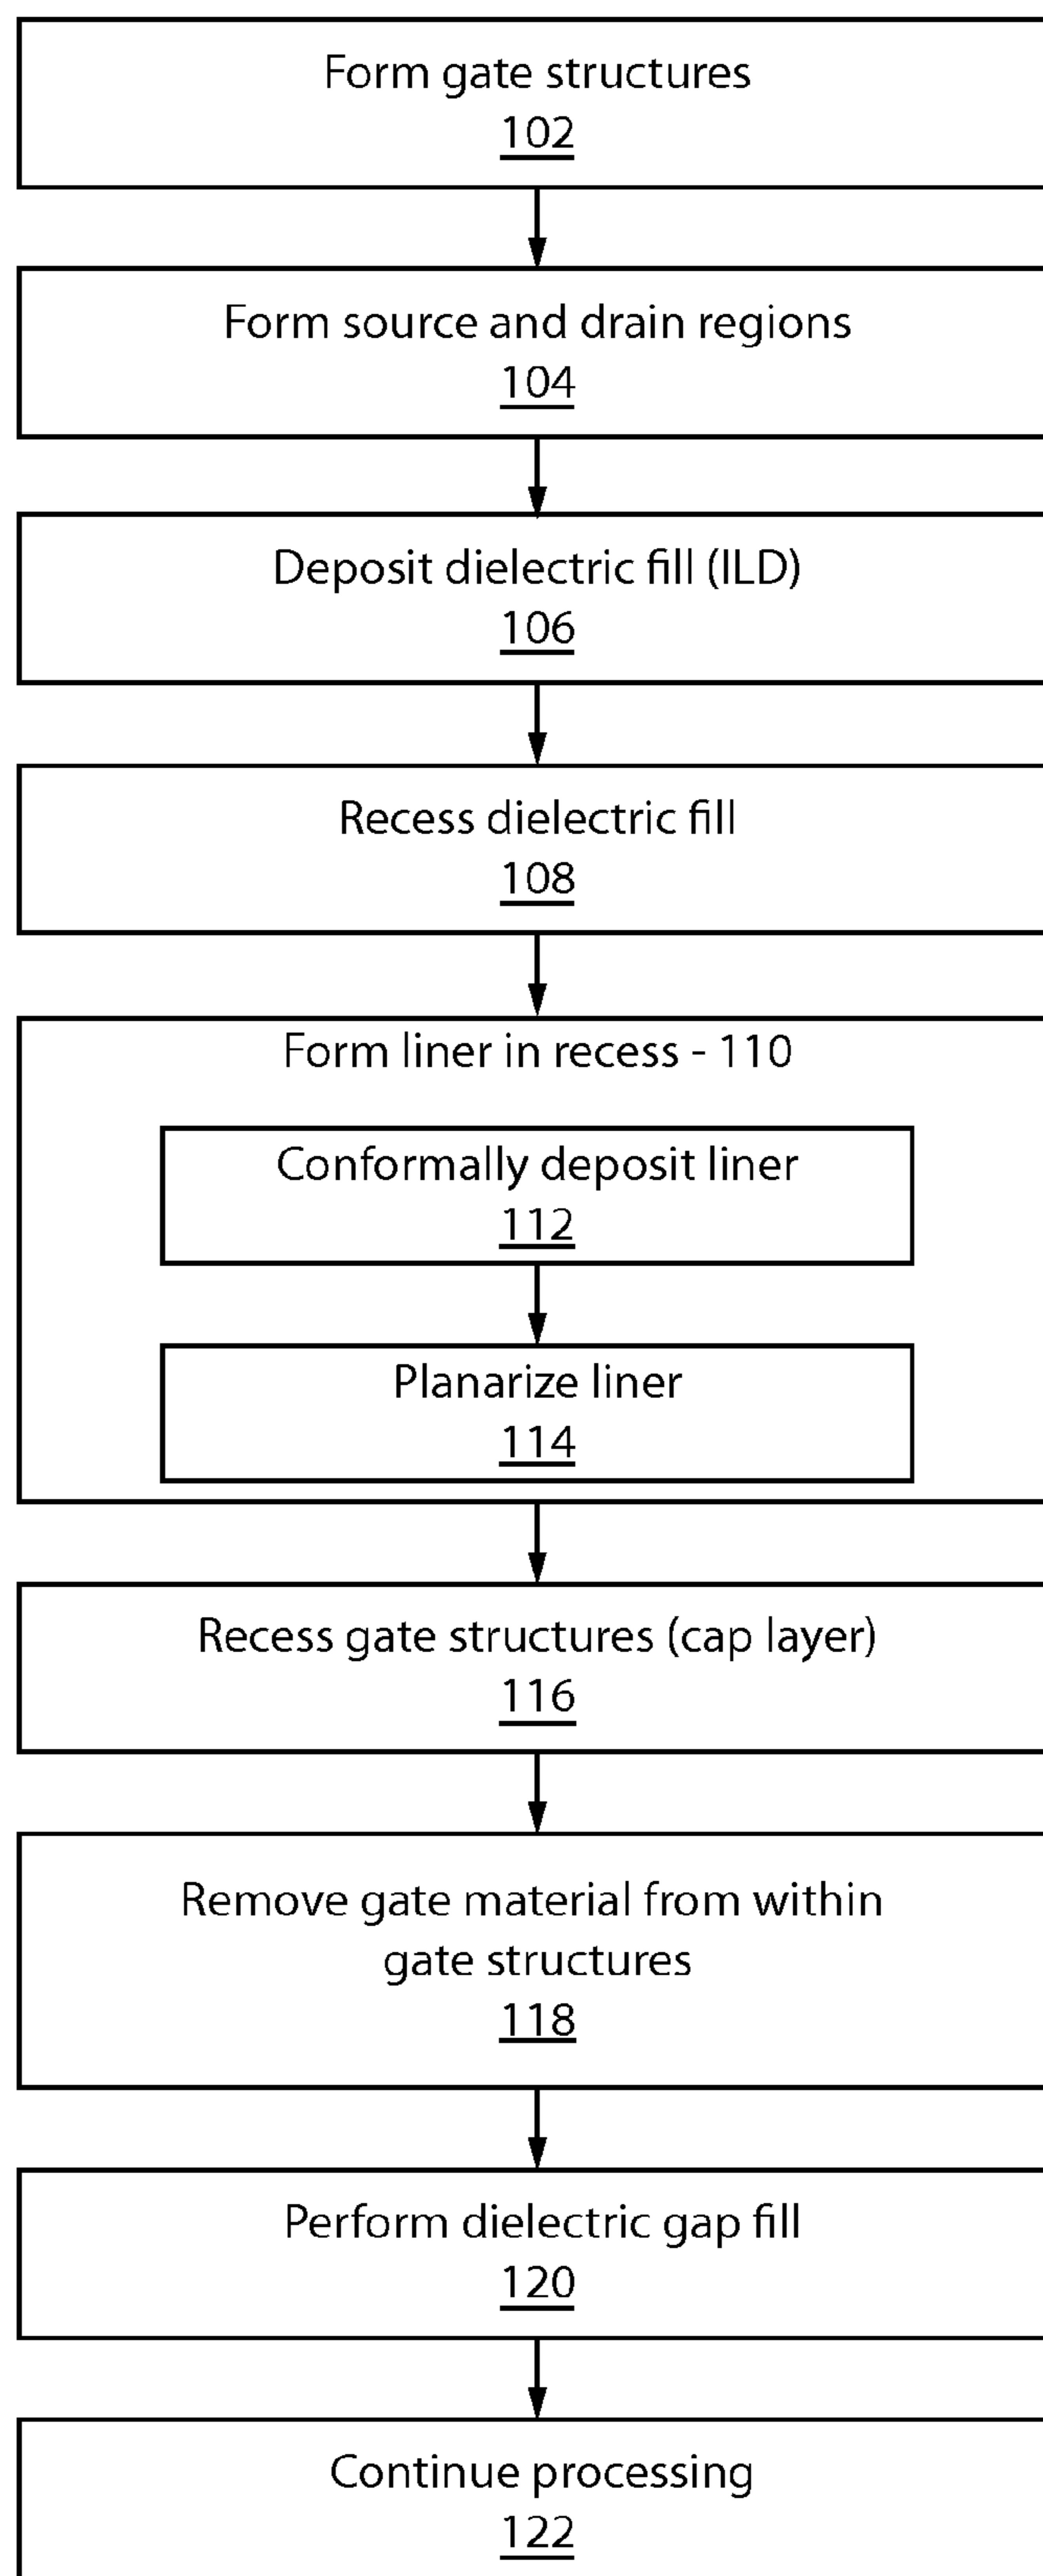 Form gate structures
102
Form source and drain regions
104
Deposit dielectric fill (ILD)
106
Recess dielectric fill
108
Form liner in recess - 110
Conformally deposit liner
112
Planarize liner
114
Recess gate structures (cap layer)
116
Remove gate material from within
gate structures
118
Perform dielectric gap fill
120
Continue processing
122